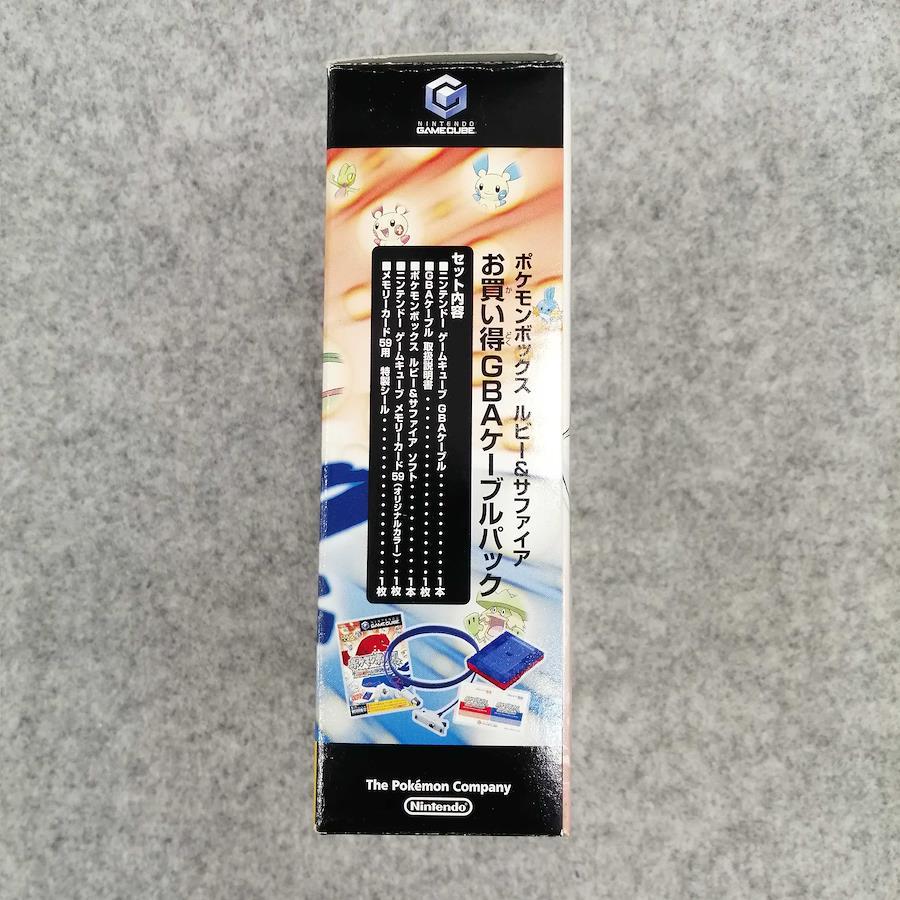 NINTENDO
GAMECUBE
ポケモンボックス ルビー&サファイア
お買い得GBAケーブルパック
か
どく
セット内容
■ニンテンドー ゲームキューブ GBAケーブル・・・・・・・・・・・・1本
■GBAケーブル 取扱説明書・・・・・・・・・・・・・・・・・・1枚
■ポケモンボックス ルビー&サファイア ソフト・・・・・・・・・1本
■ニンテンドー ゲームキューブ メモリーカード59(オリジナルカラー)・・1枚
■メモリーカード59用 特製シール・・・・・・・・・・・・・・・1枚
NINTENDO
GAMECUBE
The Pokémon Company
Nintendo